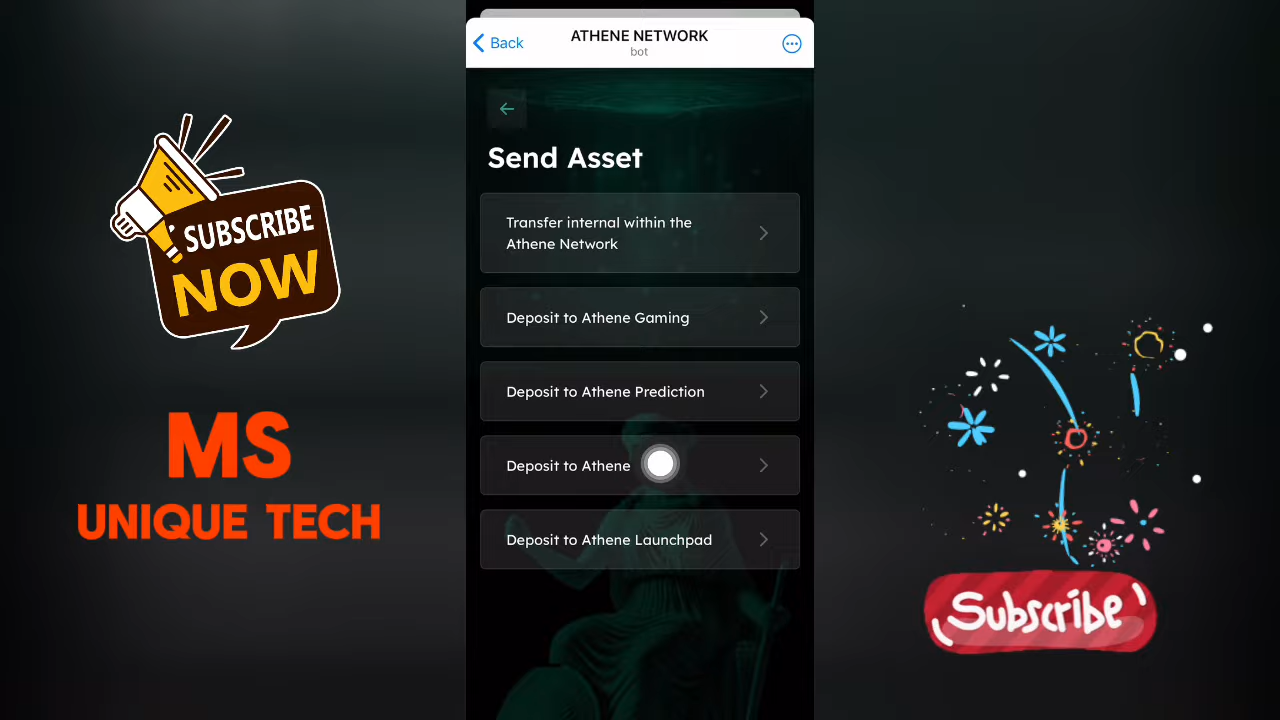 Back
ATHENE NETWORK
bot
Send Asset
Transfer internal within the
Athene Network
Deposit to Athene Gaming
Deposit to Athene Prediction
Deposit to Athene
Deposit to Athene Launchpad
SUBSCRIBE
NOW
MS
UNIQUE TECH
Subscribe